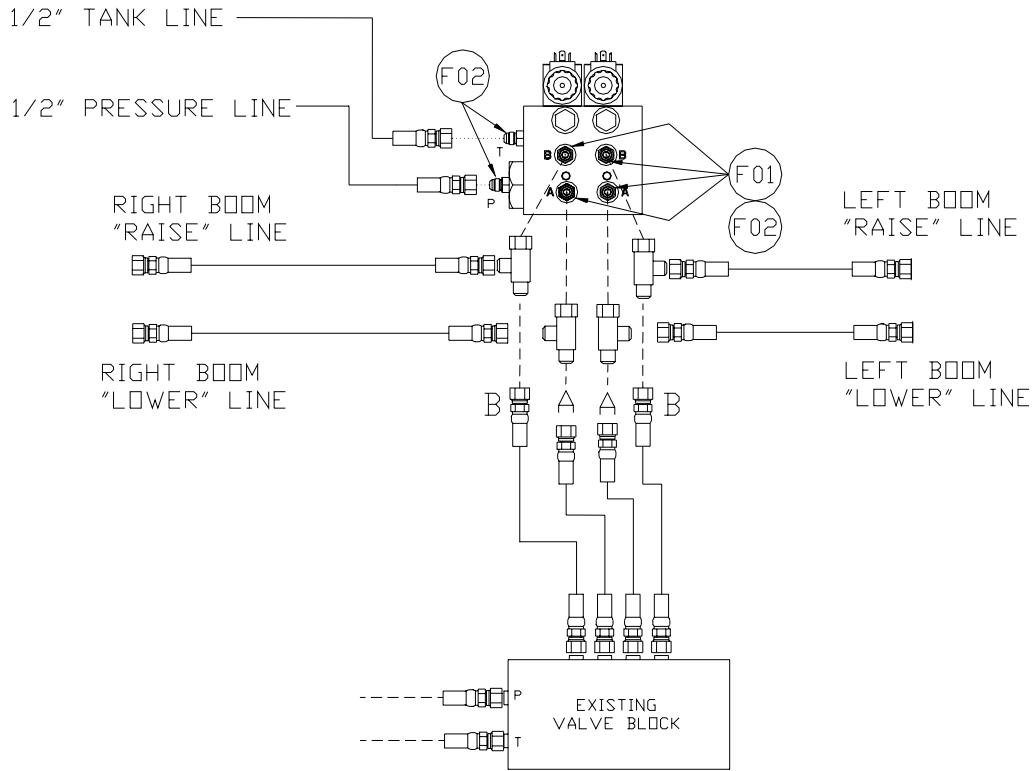 1/2" TANK LINE
F02
1/2" PRESSURE LINE
T
B
B
P
A
A
F01
F02
RIGHT BOOM
"RAISE" LINE
LEFT BOOM
"RAISE" LINE
RIGHT BOOM
"LOWER" LINE
LEFT BOOM
"LOWER" LINE
B
A
A
B
P
EXISTING
VALVE BLOCK
T